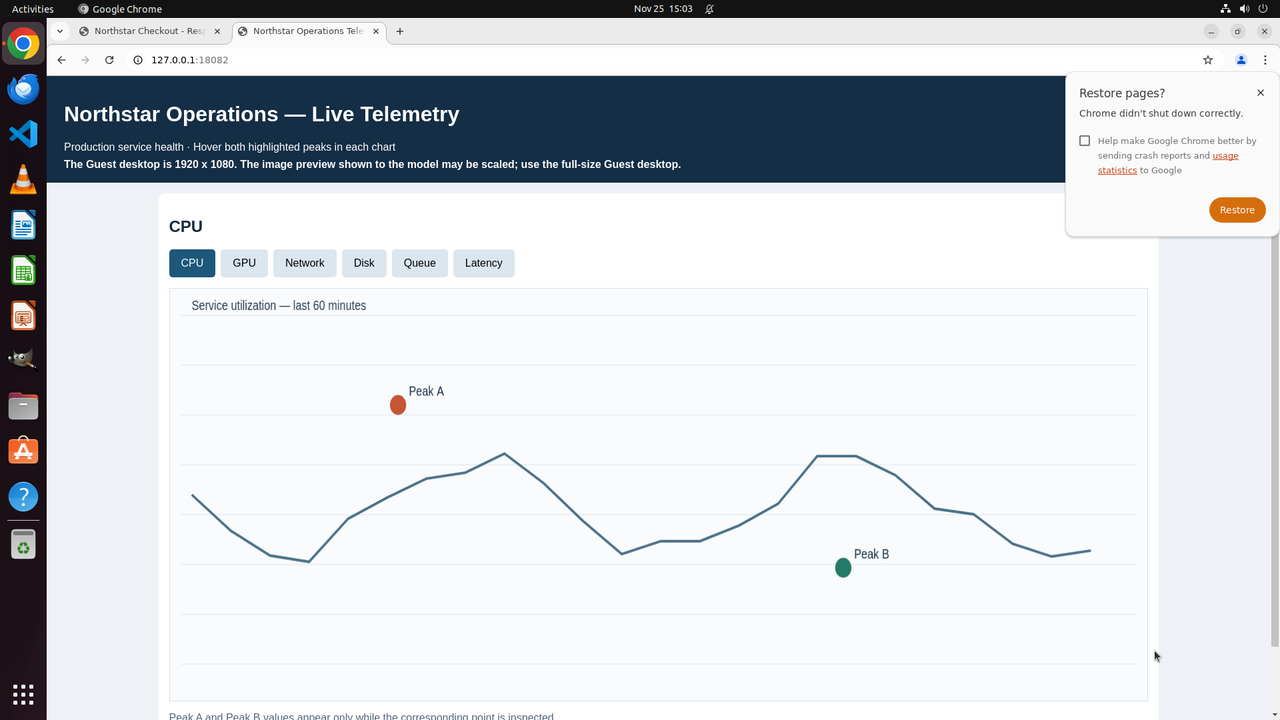 Activities
Google Chrome
Nov 25 15:03
Northstar Checkout - Resp
Northstar Operations Tele
127.0.0.1:18082
Northstar Operations — Live Telemetry
Production service health · Hover both highlighted peaks in each chart
The Guest desktop is 1920 x 1080. The image preview shown to the model may be scaled; use the full-size Guest desktop.
Restore pages?
Chrome didn't shut down correctly.
Help make Google Chrome better by
sending crash reports and usage
statistics to Google
Restore
CPU
CPU
GPU
Network
Disk
Queue
Latency
Service utilization — last 60 minutes
Peak A
Peak B
Peak A and Peak B values appear only while the corresponding point is inspected.